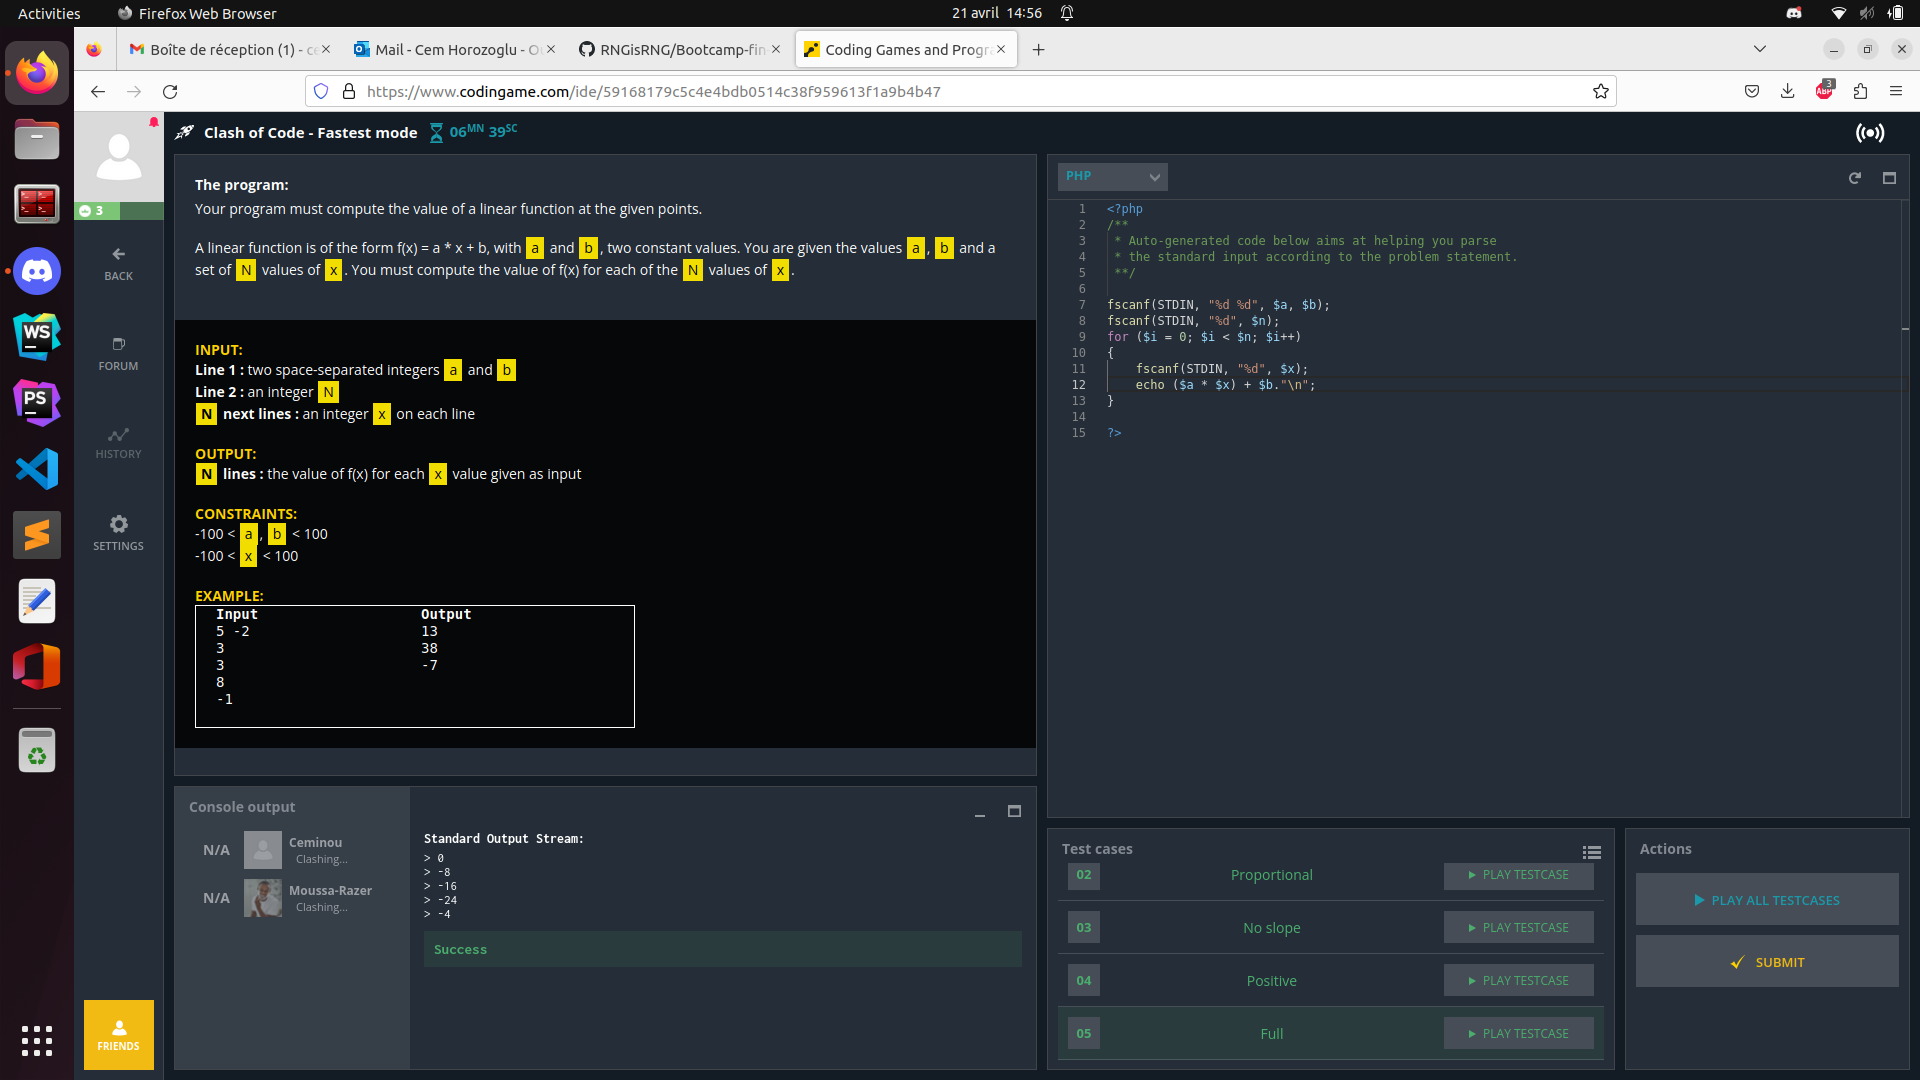 Activities
Firefox Web Browser
21 avril 14:56
Boîte de réception (1) - ce
Mail - Cem Horozoglu - O
RNGisRNG/Bootcamp-fin
Coding Games and Progra
https://www.codingame.com/ide/59168179c5c4e4bdb0514c38f959613f1a9b4b47
3
ABP
3
BACK
FORUM
HISTORY
SETTINGS
FRIENDS
WS
PS
Clash of Code - Fastest mode
06MN 39SC
The program:
Your program must compute the value of a linear function at the given points.
A linear function is of the form f(x) = a * x + b, with a and b , two constant values. You are given the values a , b and a
set of N values of x . You must compute the value of f(x) for each of the N values of x .
INPUT:
Line 1 : two space-separated integers a and b
Line 2 : an integer N
N next lines : an integer x on each line
OUTPUT:
N lines : the value of f(x) for each x value given as input
CONSTRAINTS:
-100 < a , b < 100
-100 < x < 100
EXAMPLE:
Input Output
5 -2 13
3 38
3 -7
8
-1
Console output
N/A Ceminou
Clashing...
N/A Moussa-Razer
Clashing...
Standard Output Stream:
> 0
> -8
> -16
> -24
> -4
Success
PHP
1 <?php
2 /**
3 * Auto-generated code below aims at helping you parse
4 * the standard input according to the problem statement.
5 **/
6
7 fscanf(STDIN, "%d %d", $a, $b);
8 fscanf(STDIN, "%d", $n);
9 for ($i = 0; $i < $n; $i++)
10 {
11 fscanf(STDIN, "%d", $x);
12 echo ($a * $x) + $b."\n";
13 }
14
15 ?>
Test cases
02 Proportional PLAY TESTCASE
03 No slope PLAY TESTCASE
04 Positive PLAY TESTCASE
05 Full PLAY TESTCASE
Actions
PLAY ALL TESTCASES
SUBMIT